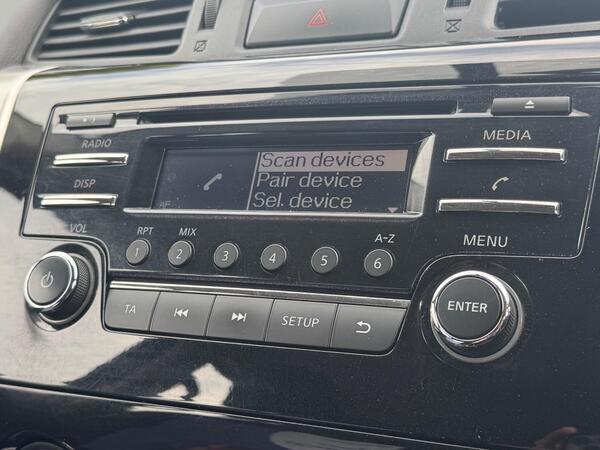 RADIO
MEDIA
Scan devices
Pair device
Sel. device
DISP
AF
VOL
RPT
MIX
A-Z
MENU
1
2
3
4
5
6
TA
SETUP
ENTER